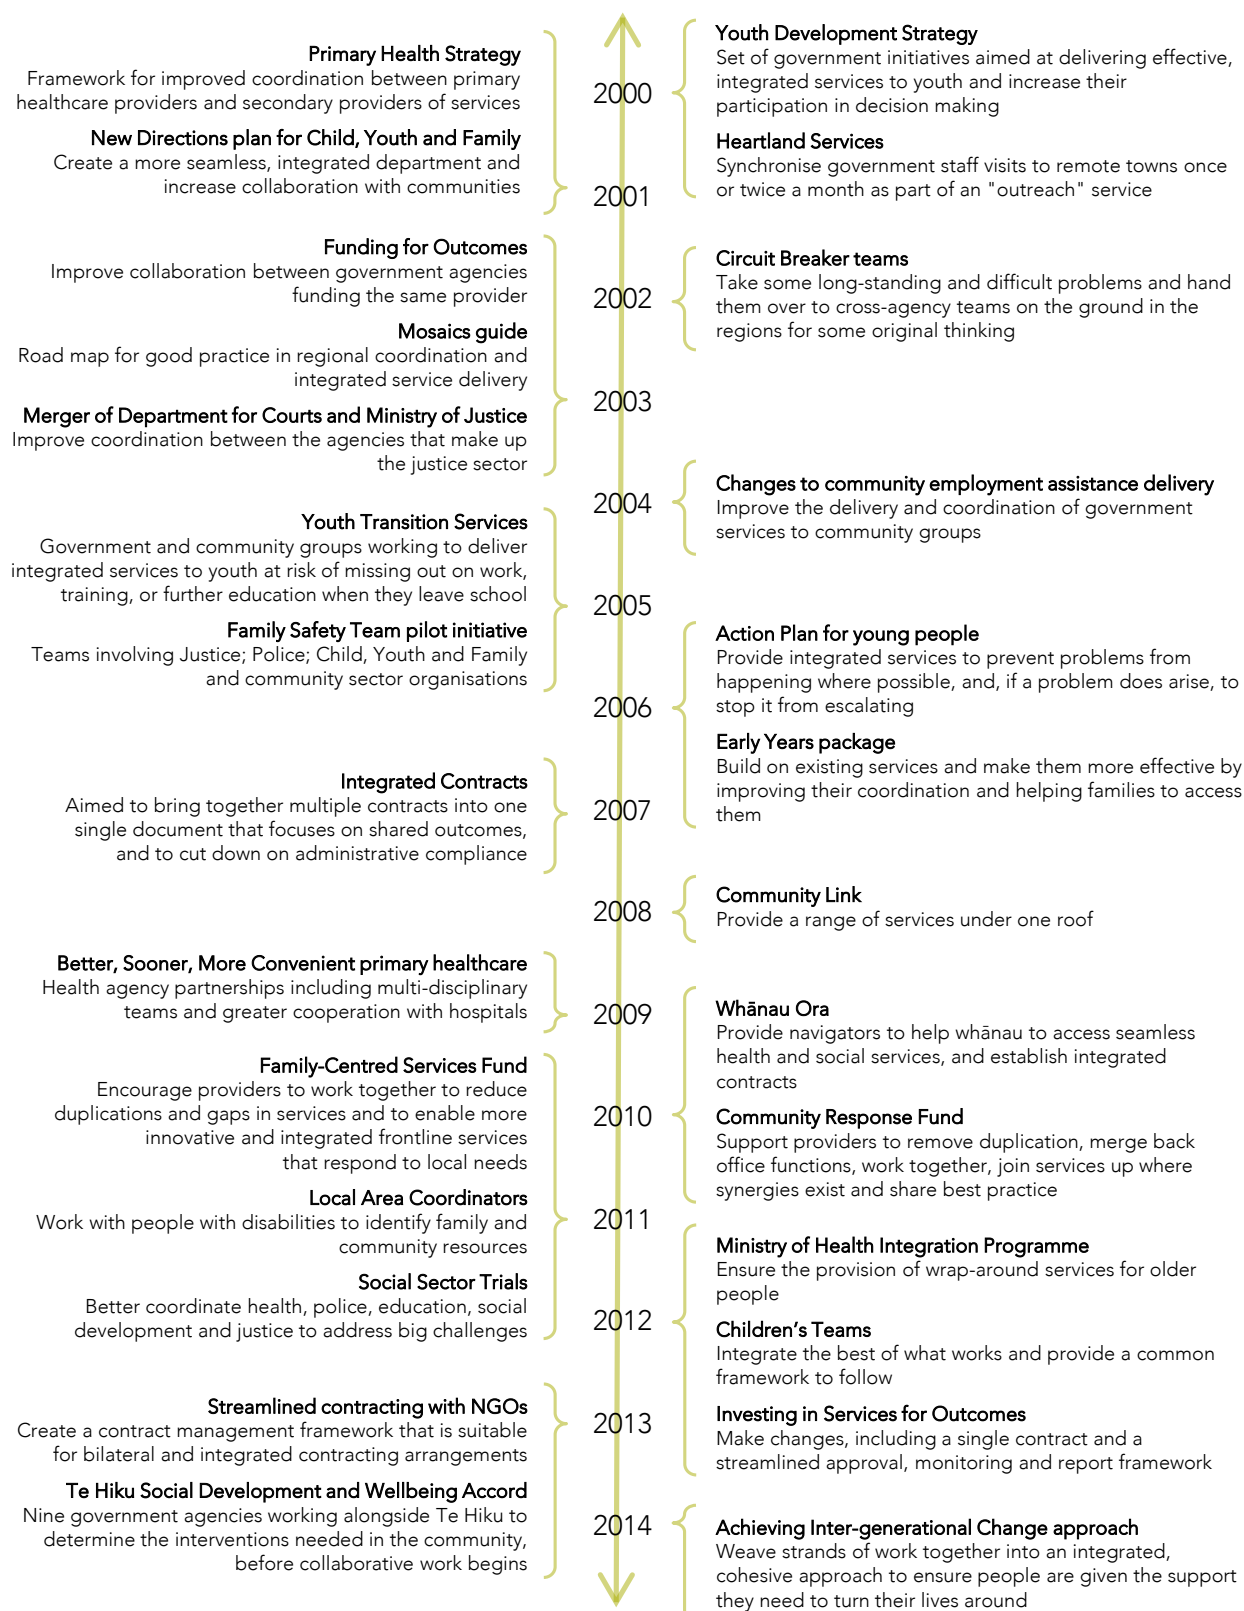 Primary Health Strategy
Framework for improved coordination between primary
healthcare providers and secondary providers of services
New Directions plan for Child, Youth and Family
Create a more seamless, integrated department and
increase collaboration with communities
Funding for Outcomes
Improve collaboration between government agencies
funding the same provider
Mosaics guide
Road map for good practice in regional coordination and
integrated service delivery
Merger of Department for Courts and Ministry of Justice
Improve coordination between the agencies that make up
the justice sector
Youth Transition Services
Government and community groups working to deliver
integrated services to youth at risk of missing out on work,
training, or further education when they leave school
Family Safety Team pilot initiative
Teams involving Justice; Police; Child, Youth and Family
and community sector organisations
Integrated Contracts
Aimed to bring together multiple contracts into one
single document that focuses on shared outcomes,
and to cut down on administrative compliance
Better, Sooner, More Convenient primary healthcare
Health agency partnerships including multi-disciplinary
teams and greater cooperation with hospitals
Family-Centred Services Fund
Encourage providers to work together to reduce
duplications and gaps in services and to enable more
innovative and integrated frontline services
that respond to local needs
Local Area Coordinators
Work with people with disabilities to identify family and
community resources
Social Sector Trials
Better coordinate health, police, education, social
development and justice to address big challenges
Streamlined contracting with NGOs
Create a contract management framework that is suitable
for bilateral and integrated contracting arrangements
Te Hiku Social Development and Wellbeing Accord
Nine government agencies working alongside Te Hiku to
determine the interventions needed in the community,
before collaborative work begins
2000
2001
2002
2003
2004
2005
2006
2007
2008
2009
2010
2011
2012
2013
2014
Youth Development Strategy
Set of government initiatives aimed at delivering effective,
integrated services to youth and increase their
participation in decision making
Heartland Services
Synchronise government staff visits to remote towns once
or twice a month as part of an "outreach" service
Circuit Breaker teams
Take some long-standing and difficult problems and hand
them over to cross-agency teams on the ground in the
regions for some original thinking
Changes to community employment assistance delivery
Improve the delivery and coordination of government
services to community groups
Action Plan for young people
Provide integrated services to prevent problems from
happening where possible, and, if a problem does arise, to
stop it from escalating
Early Years package
Build on existing services and make them more effective by
improving their coordination and helping families to access
them
Community Link
Provide a range of services under one roof
Whānau Ora
Provide navigators to help whānau to access seamless
health and social services, and establish integrated
contracts
Community Response Fund
Support providers to remove duplication, merge back
office functions, work together, join services up where
synergies exist and share best practice
Ministry of Health Integration Programme
Ensure the provision of wrap-around services for older
people
Children's Teams
Integrate the best of what works and provide a common
framework to follow
Investing in Services for Outcomes
Make changes, including a single contract and a
streamlined approval, monitoring and report framework
Achieving Inter-generational Change approach
Weave strands of work together into an integrated,
cohesive approach to ensure people are given the support
they need to turn their lives around